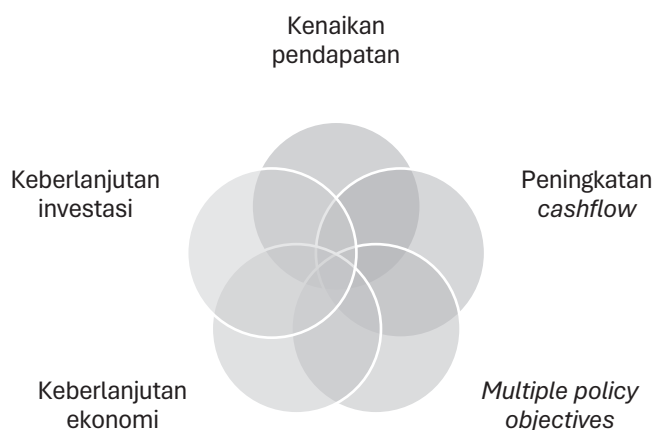 Kenaikan
pendapatan
Keberlanjutan
investasi
Peningkatan
cashflow
Keberlanjutan
ekonomi
Multiple policy
objectives